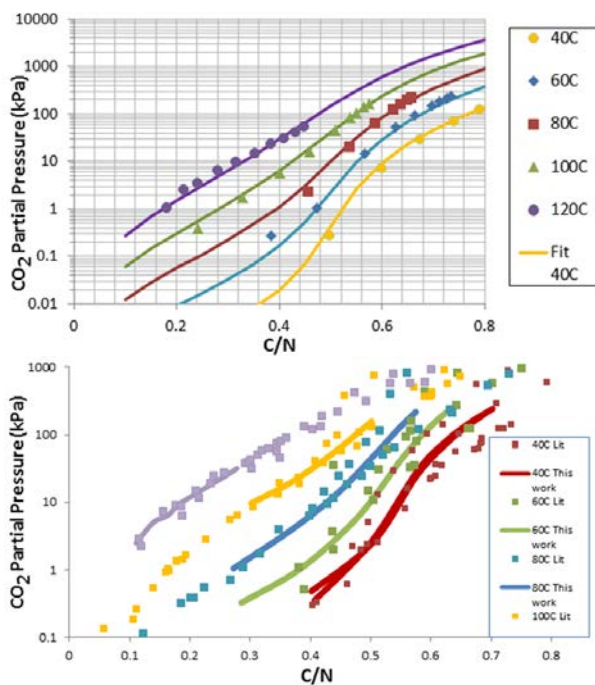 10000
1000
100
10
1
0.1
0.01
CO2 Partial Pressure (kPa)
0
0.2
0.4
0.6
0.8
C/N
40C
60C
80C
100C
120C
Fit
40C
1000
100
10
1
0.1
CO2 Partial Pressure (kPa)
0
0.1
0.2
0.3
0.4
0.5
0.6
0.7
0.8
C/N
40C Lit
40C This
work
60C Lit
60C This
work
80C Lit
80C This
work
100C Lit